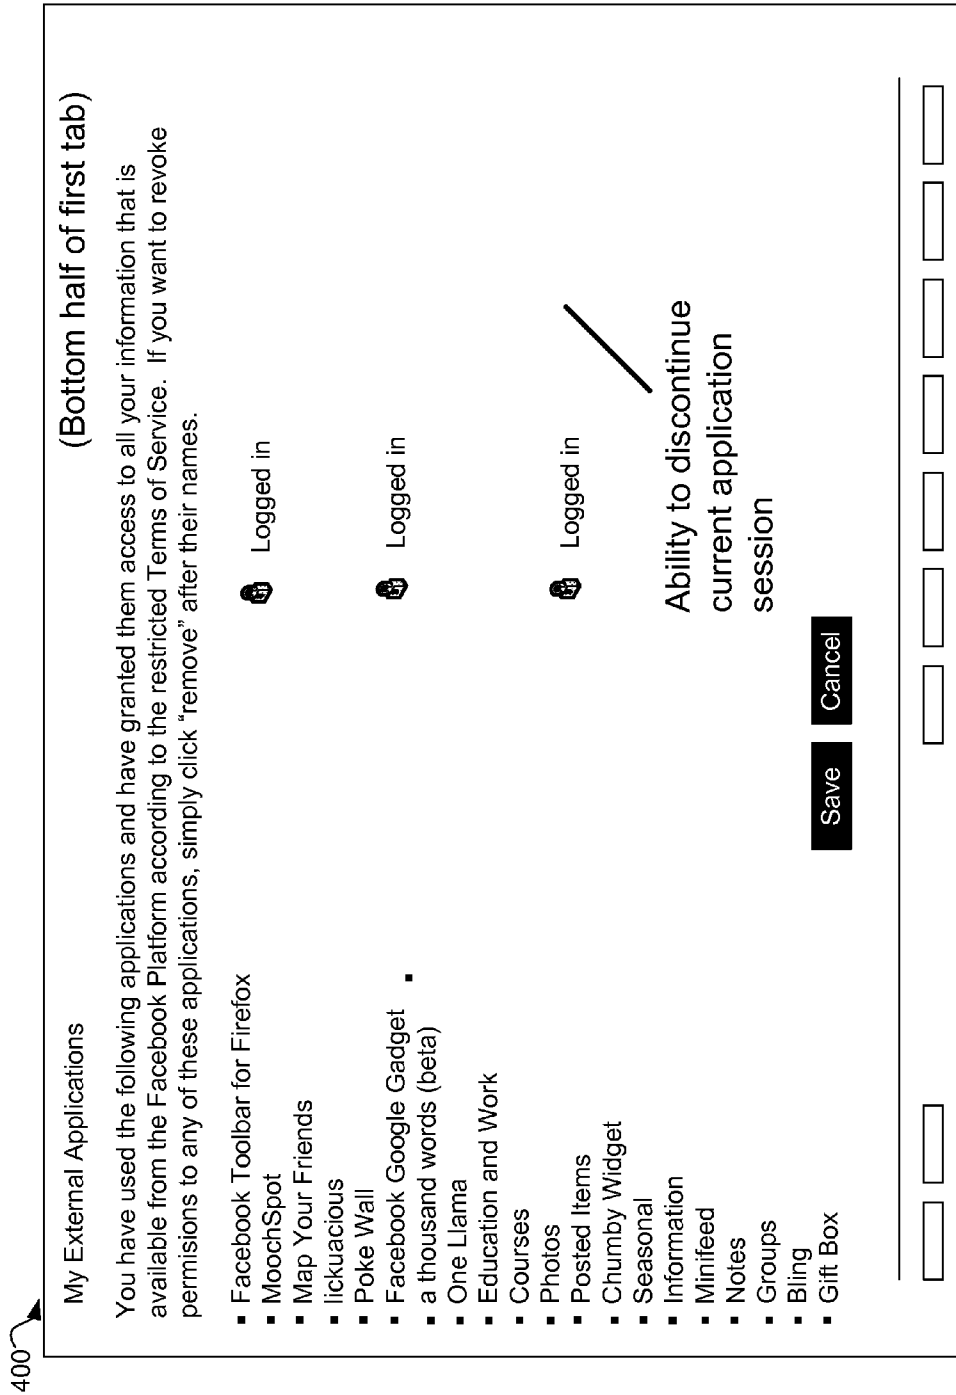 400
My External Applications
(Bottom half of first tab)
You have used the following applications and have granted them access to all your information that is
available from the Facebook Platform according to the restricted Terms of Service. If you want to revoke
permisions to any of these applications, simply click “remove” after their names.
▪ Facebook Toolbar for Firefox
▪ MoochSpot
Logged in
▪ Map Your Friends
▪ lickuacious
▪ Poke Wall
▪ Facebook Google Gadget ▪
Logged in
▪ a thousand words (beta)
▪ One Llama
▪ Education and Work
▪ Courses
▪ Photos
▪ Posted Items
Logged in
▪ Chumby Widget
▪ Seasonal
▪ Information
▪ Minifeed
▪ Notes
▪ Groups
▪ Bling
▪ Gift Box
Ability to discontinue
current application
session
Save
Cancel